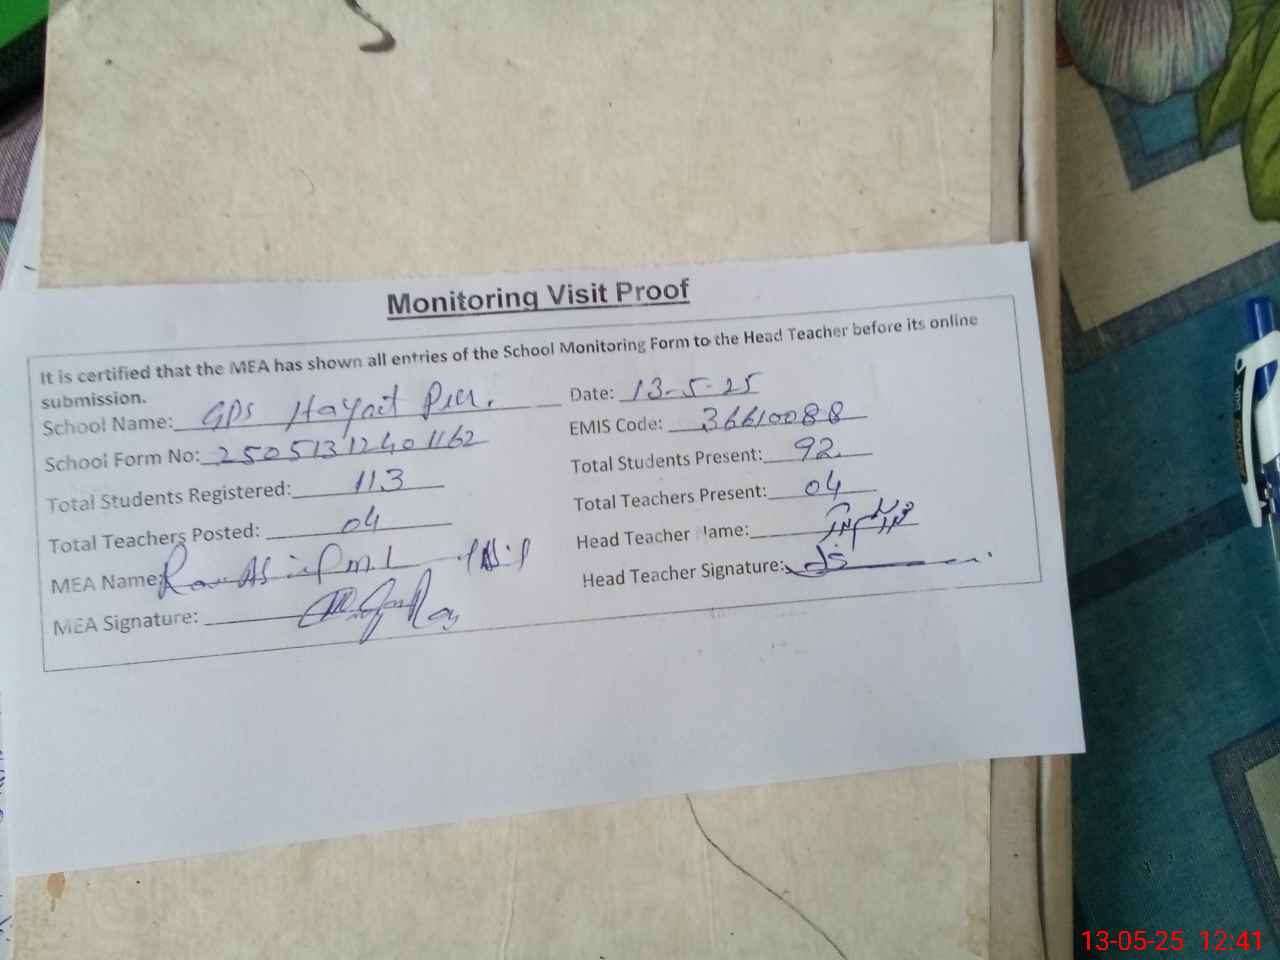 Monitoring Visit Proof
It is certified that the MEA has shown all entries of the School Monitoring Form to the Head Teacher before its online
submission.
School Name: GPS Hayat Pur. Date: 13-5-25
School Form No: 25051312401162 EMIS Code: 36610088
Total Students Registered: 113 Total Students Present: 92
Total Teachers Posted: 04 Total Teachers Present: 04
MEA Name: Head Teacher Name:
MEA Signature: Head Teacher Signature:
13-05-25 12:41